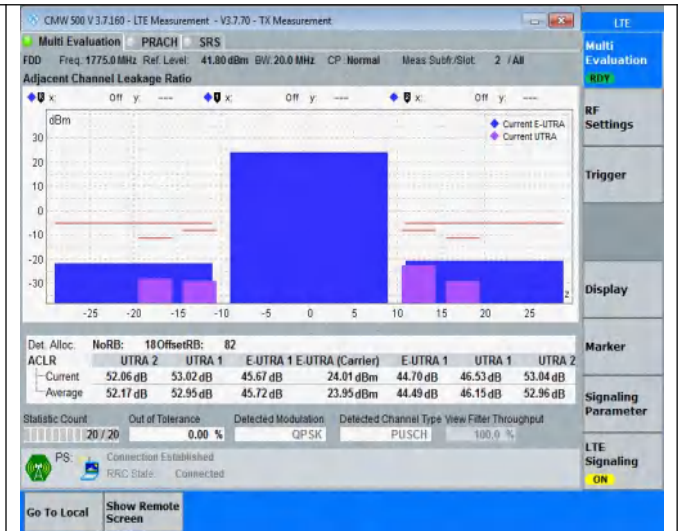 CMW 500 V 3.7.160 - LTE Measurement - V3.7.70 - TX Measurement
LTE
Multi Evaluation PRACH SRS
Multi Evaluation
RDY
FDD Freq.: 1775.0 MHz Ref. Level: 41.80 dBm BW: 20.0 MHz CP: Normal Meas Subfr./Slot: 2 / All
Adjacent Channel Leakage Ratio
x: Off y: --- x: Off y: --- x: Off y: ---
dBm
Current E-UTRA
Current UTRA
RF Settings
30
20
10
0
-10
-20
-30
Trigger
-25 -20 -15 -10 -5 0 5 10 15 20 25
Display
Det. Alloc. NoRB: 18 OffsetRB: 82
ACLR UTRA 2 UTRA 1 E-UTRA 1 E-UTRA (Carrier) E-UTRA 1 UTRA 1 UTRA 2
Current 52.06 dB 53.02 dB 45.67 dB 24.01 dBm 44.70 dB 46.53 dB 53.04 dB
Average 52.17 dB 52.95 dB 45.72 dB 23.95 dBm 44.49 dB 46.15 dB 52.96 dB
Marker
Statistic Count Out of Tolerance Detected Modulation Detected Channel Type View Filter Throughput
20 / 20 0.00 % QPSK PUSCH 100.0 %
Signaling Parameter
PS: Connection Established
RRC State: Connected
LTE Signaling
ON
Go To Local
Show Remote Screen